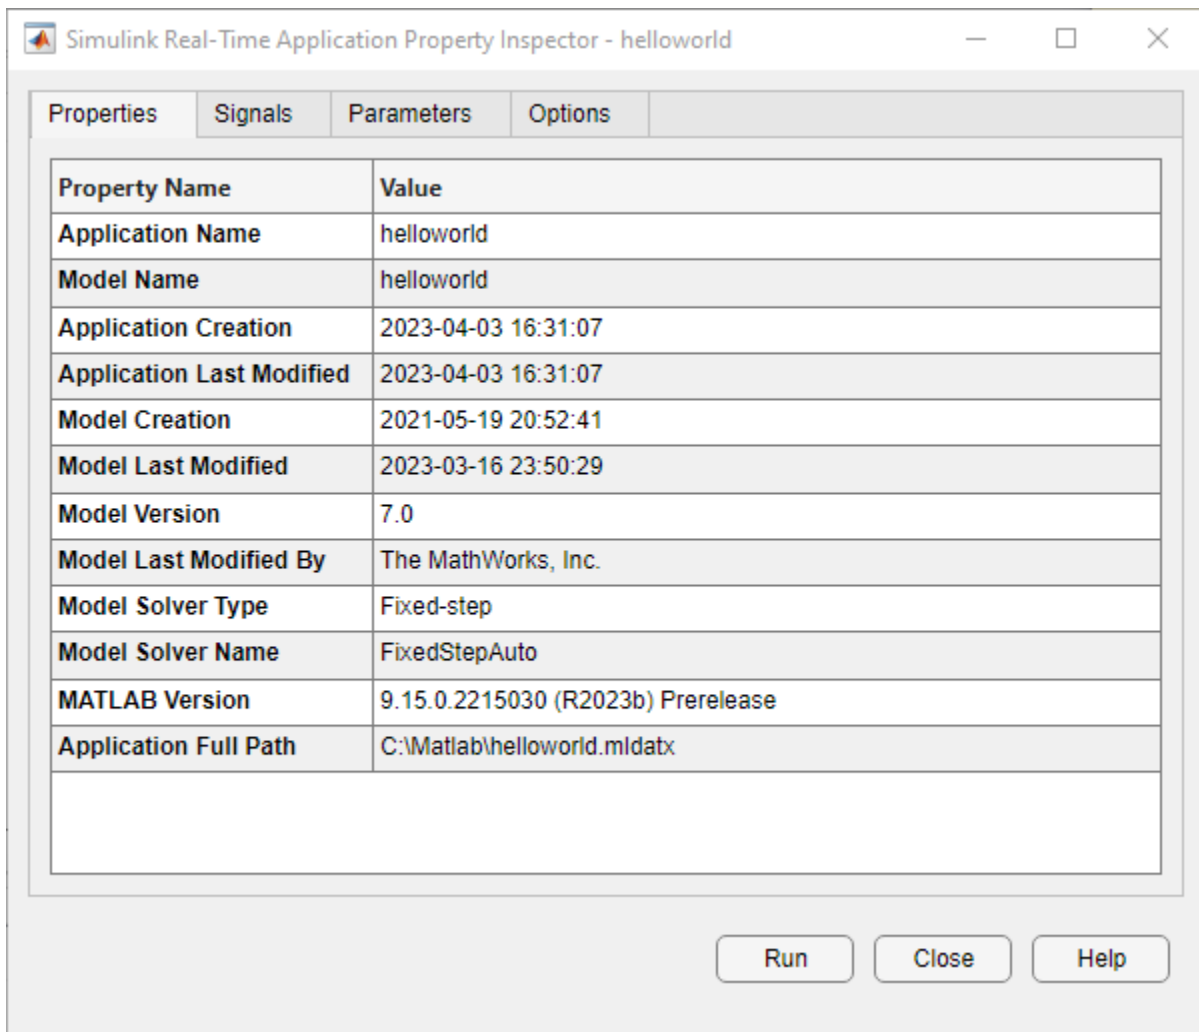 Simulink Real-Time Application Property Inspector - helloworld
Properties Signals Parameters Options
Property Name Value
Application Name helloworld
Model Name helloworld
Application Creation 2023-04-03 16:31:07
Application Last Modified 2023-04-03 16:31:07
Model Creation 2021-05-19 20:52:41
Model Last Modified 2023-03-16 23:50:29
Model Version 7.0
Model Last Modified By The MathWorks, Inc.
Model Solver Type Fixed-step
Model Solver Name FixedStepAuto
MATLAB Version 9.15.0.2215030 (R2023b) Prerelease
Application Full Path C:\Matlab\helloworld.mldatx
Run Close Help